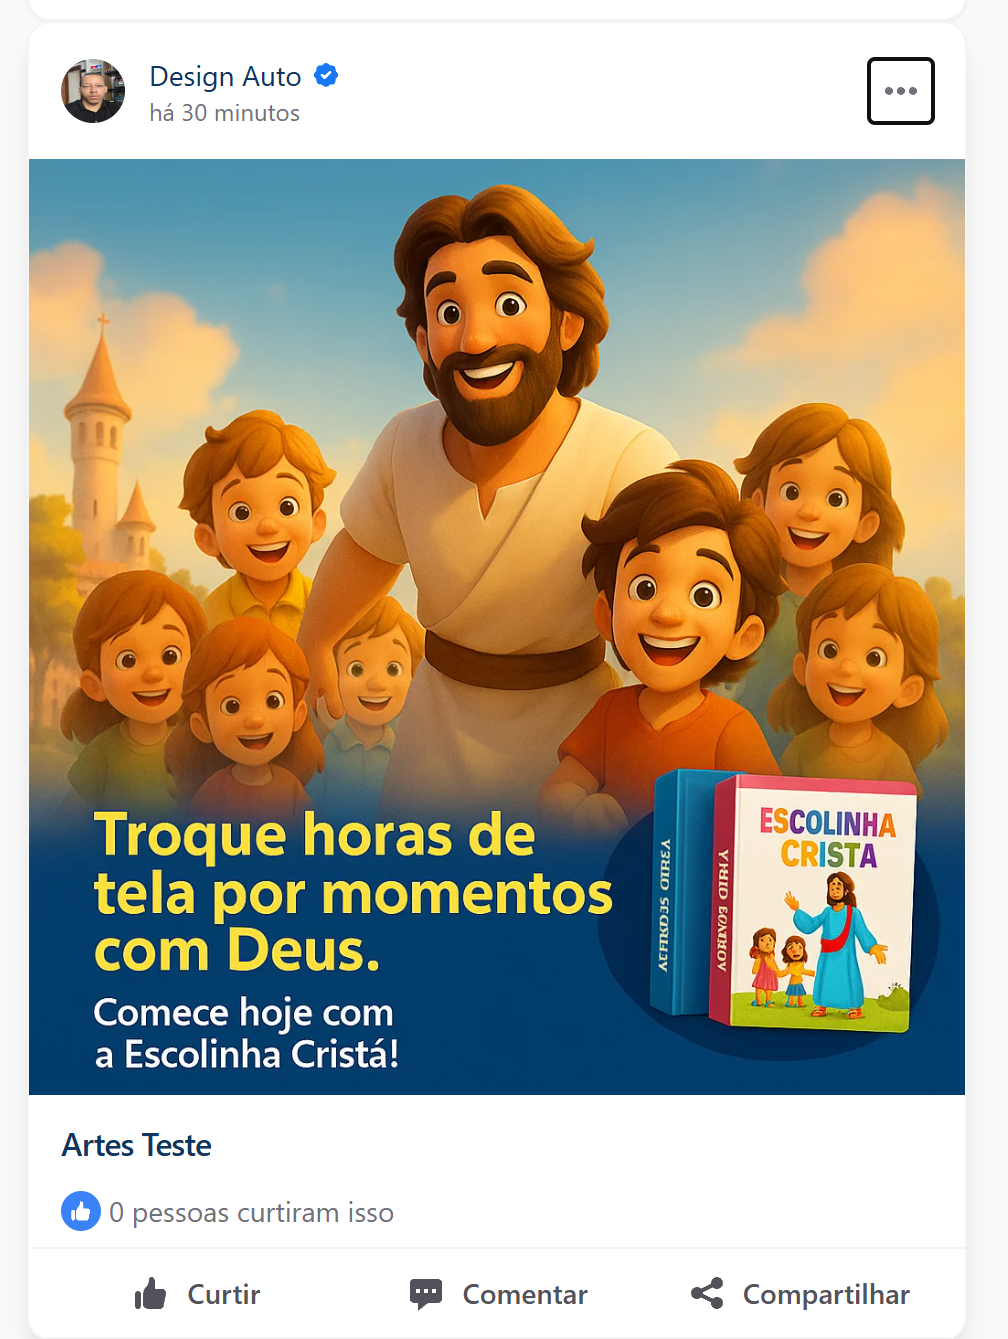 Design Auto
há 30 minutos
ESCOLINHA
CRISTA
Troque horas de
tela por momentos
com Deus.
Comece hoje com
a Escolinha Cristá!
Artes Teste
0 pessoas curtiram isso
Curtir
Comentar
Compartilhar